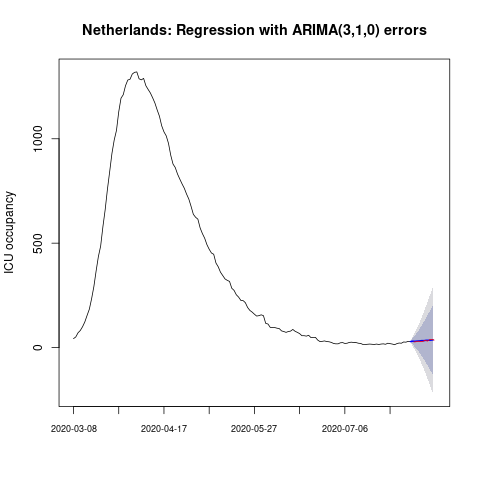 Netherlands: Regression with ARIMA(3,1,0) errors
ICU occupancy
1000
500
0
2020-03-08 2020-04-17 2020-05-27 2020-07-06